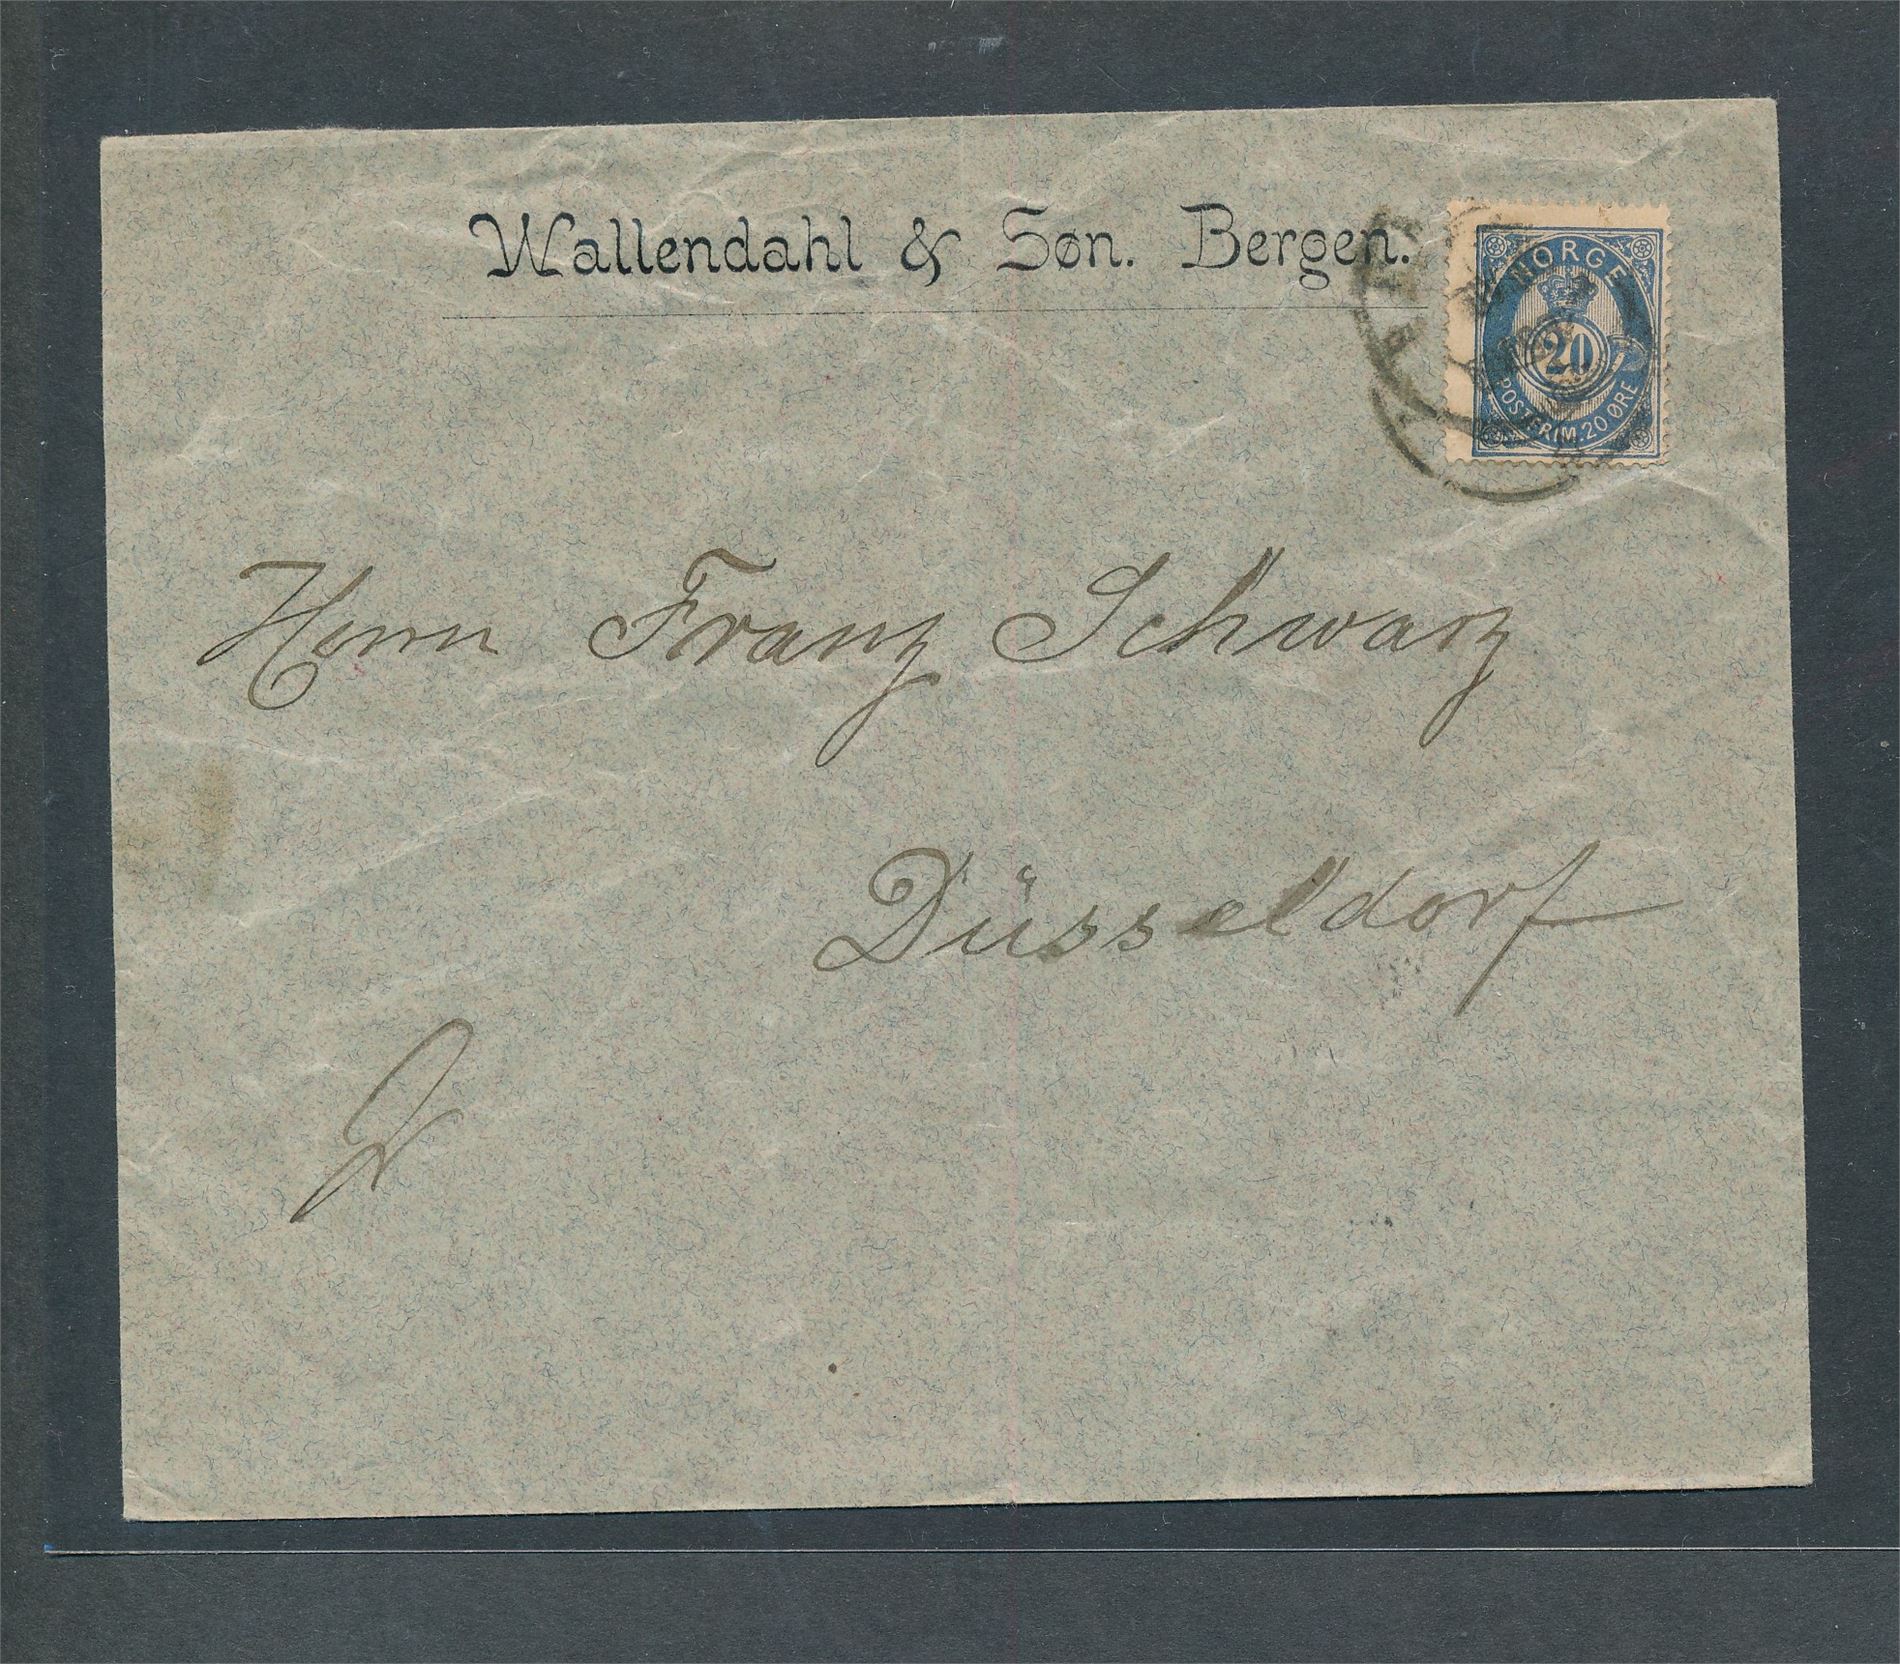 Wallendahl & Søn. Bergen.
NORGE
20
POSTFRIM. 20 ØRE
Herrn Franz Schwarz
Düsseldorf